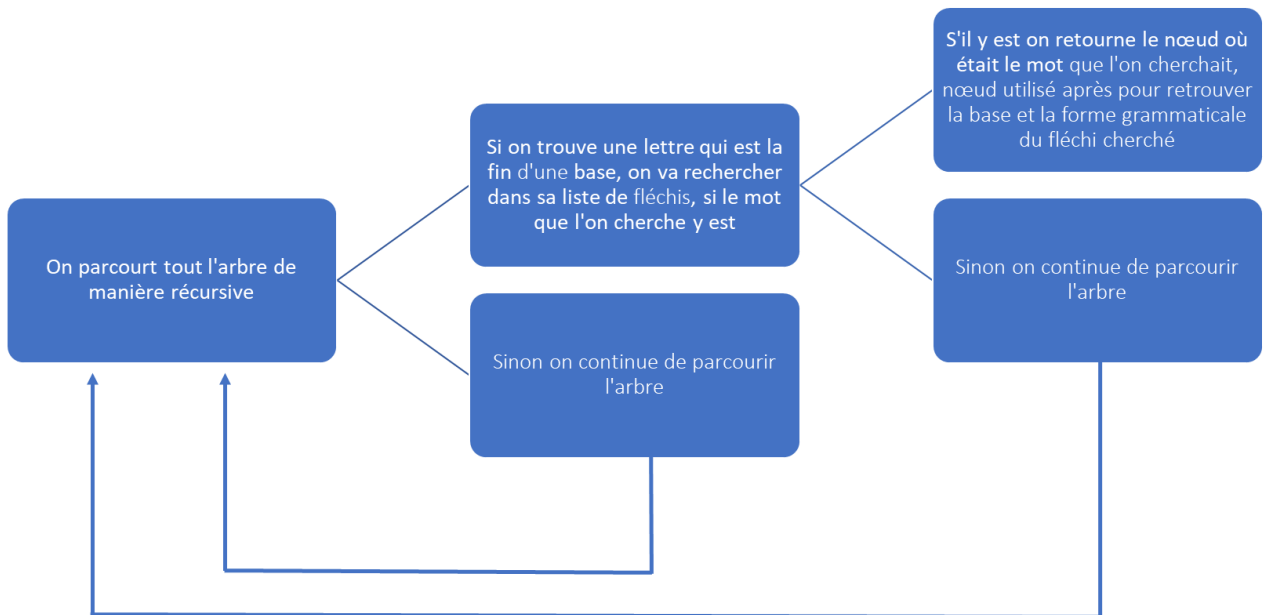 On parcourt tout l'arbre de
manière récursive
Si on trouve une lettre qui est la
fin d'une base, on va rechercher
dans sa liste de fléchis, si le mot
que l'on cherche y est
Sinon on continue de parcourir
l'arbre
S'il y est on retourne le nœud où
était le mot que l'on cherchait,
nœud utilisé après pour retrouver
la base et la forme grammaticale
du fléchi cherché
Sinon on continue de parcourir
l'arbre